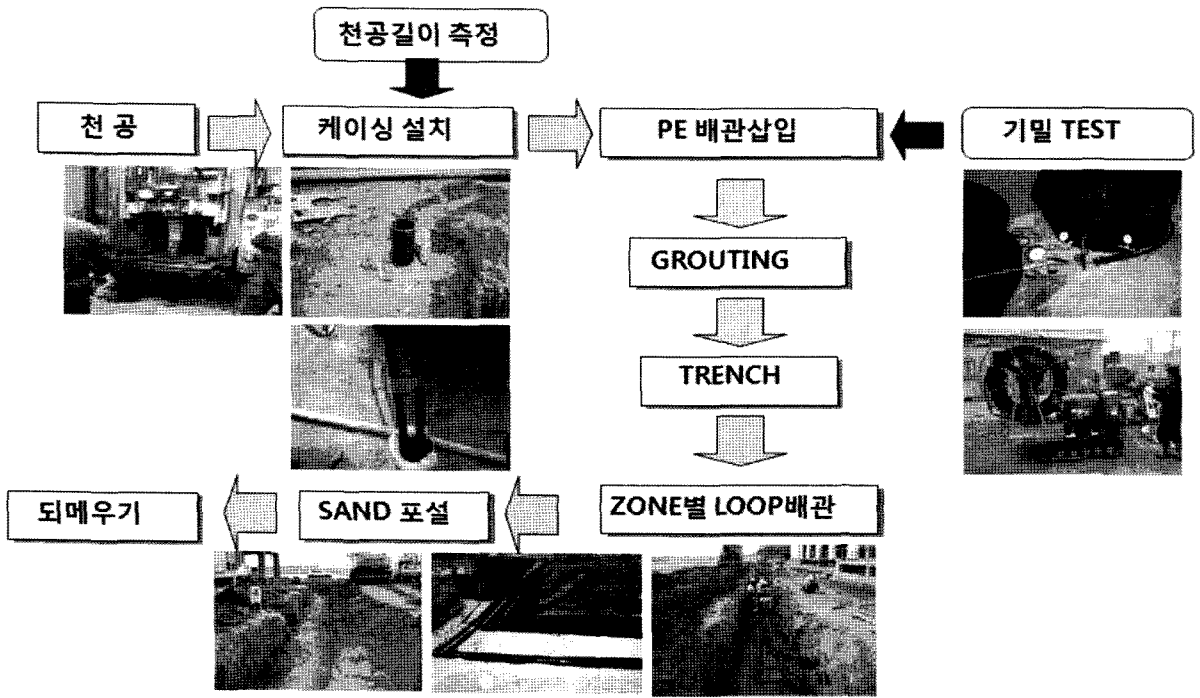 천공길이 측정
천 공
케이싱 설치
PE 배관삽입
기밀 TEST
GROUTING
TRENCH
ZONE별 LOOP배관
SAND 포설
되메우기